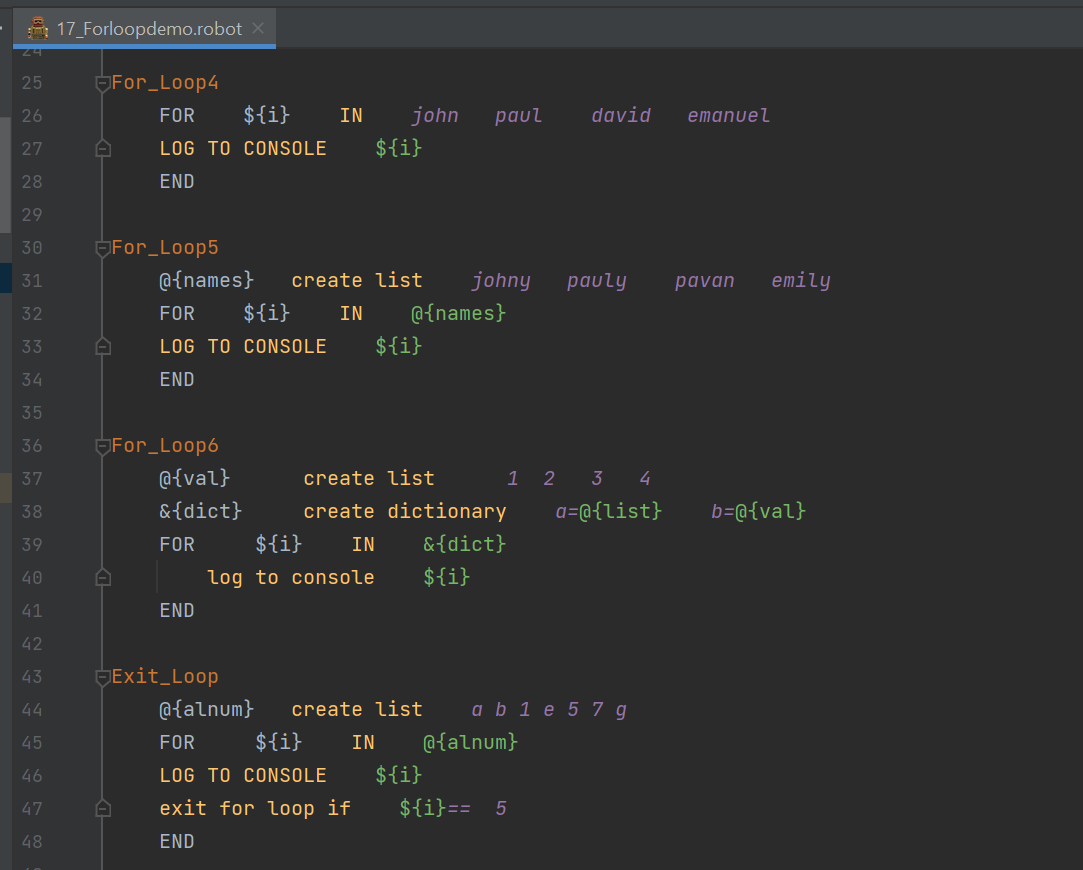 17_Forloopdemo.robot
24
25 For_Loop4
26     FOR    ${i}    IN    john   paul    david   emanuel
27     LOG TO CONSOLE    ${i}
28     END
29
30 For_Loop5
31     @{names}   create list    johny   pauly    pavan   emily
32     FOR    ${i}    IN    @{names}
33     LOG TO CONSOLE    ${i}
34     END
35
36 For_Loop6
37     @{val}      create list      1  2   3   4
38     &{dict}     create dictionary    a=@{list}    b=@{val}
39     FOR     ${i}    IN    &{dict}
40         log to console    ${i}
41     END
42
43 Exit_Loop
44     @{alnum}   create list    a b 1 e 5 7 g
45     FOR     ${i}    IN    @{alnum}
46     LOG TO CONSOLE    ${i}
47     exit for loop if    ${i}==  5
48     END